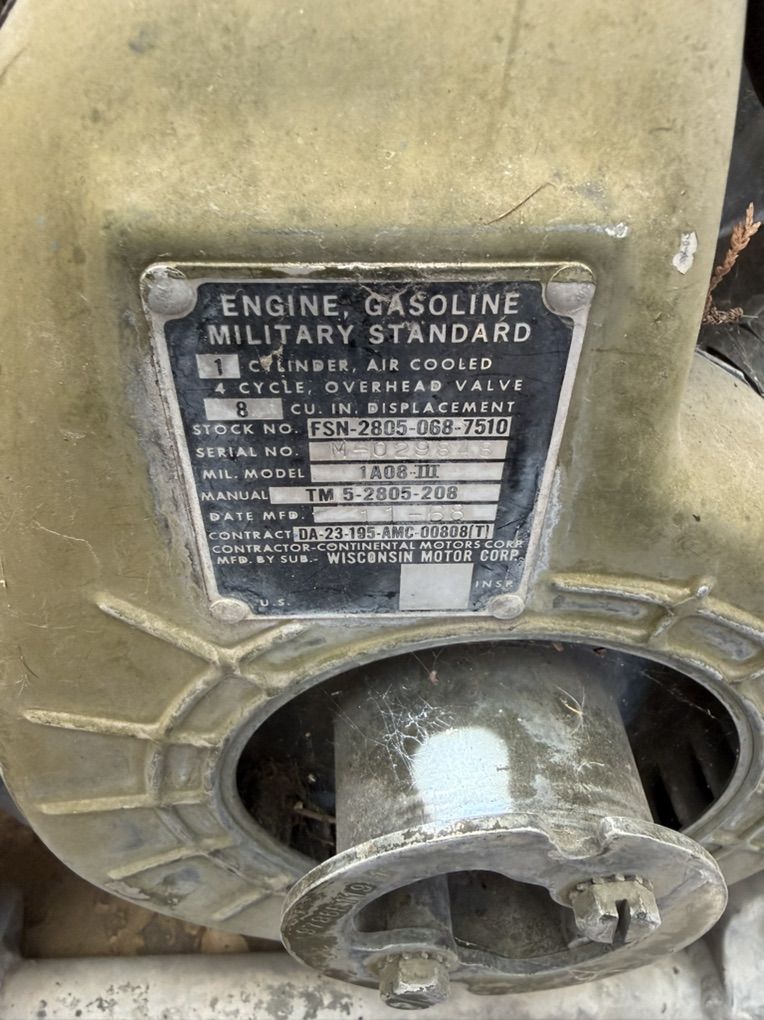 ENGINE, GASOLINE
MILITARY STANDARD
1 CYLINDER, AIR COOLED
4 CYCLE, OVERHEAD VALVE
8 CU. IN. DISPLACEMENT
STOCK NO. FSN-2805-068-7510
SERIAL NO.
MIL. MODEL 1A08-III
MANUAL TM 5-2805-208
DATE MFD. 11-68
CONTRACT DA-23-195-AMC-00808(T)
CONTRACTOR-CONTINENTAL MOTORS CORP.
MFD. BY SUB.- WISCONSIN MOTOR CORP.
U.S. INSP.